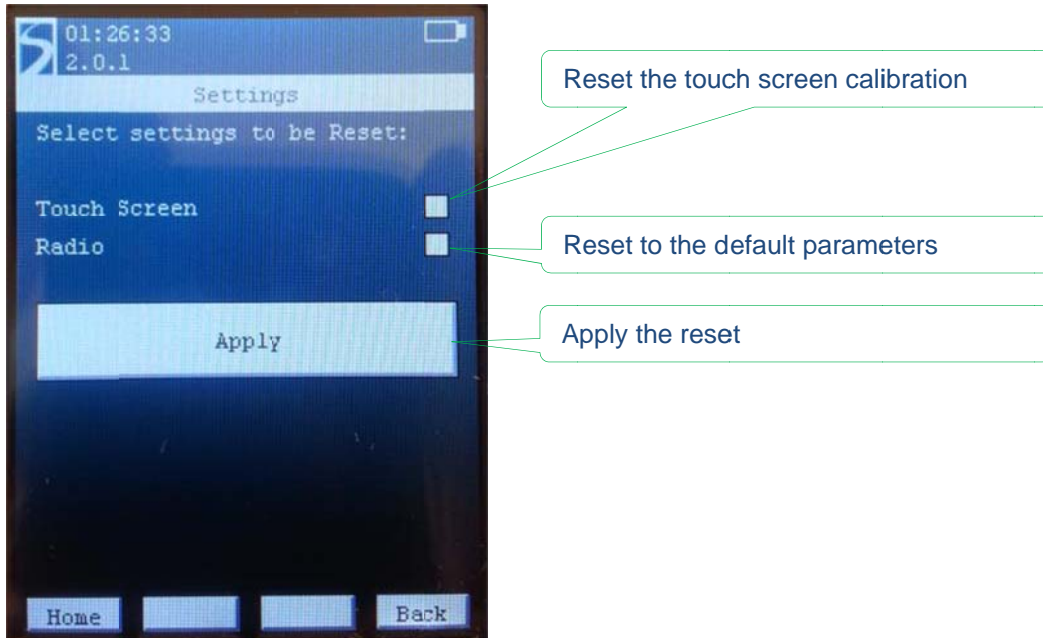 01:26:33
2.0.1
Settings
Select settings to be Reset:
Touch Screen
Radio
Apply
Home
Back
Reset the touch screen calibration
Reset to the default parameters
Apply the reset